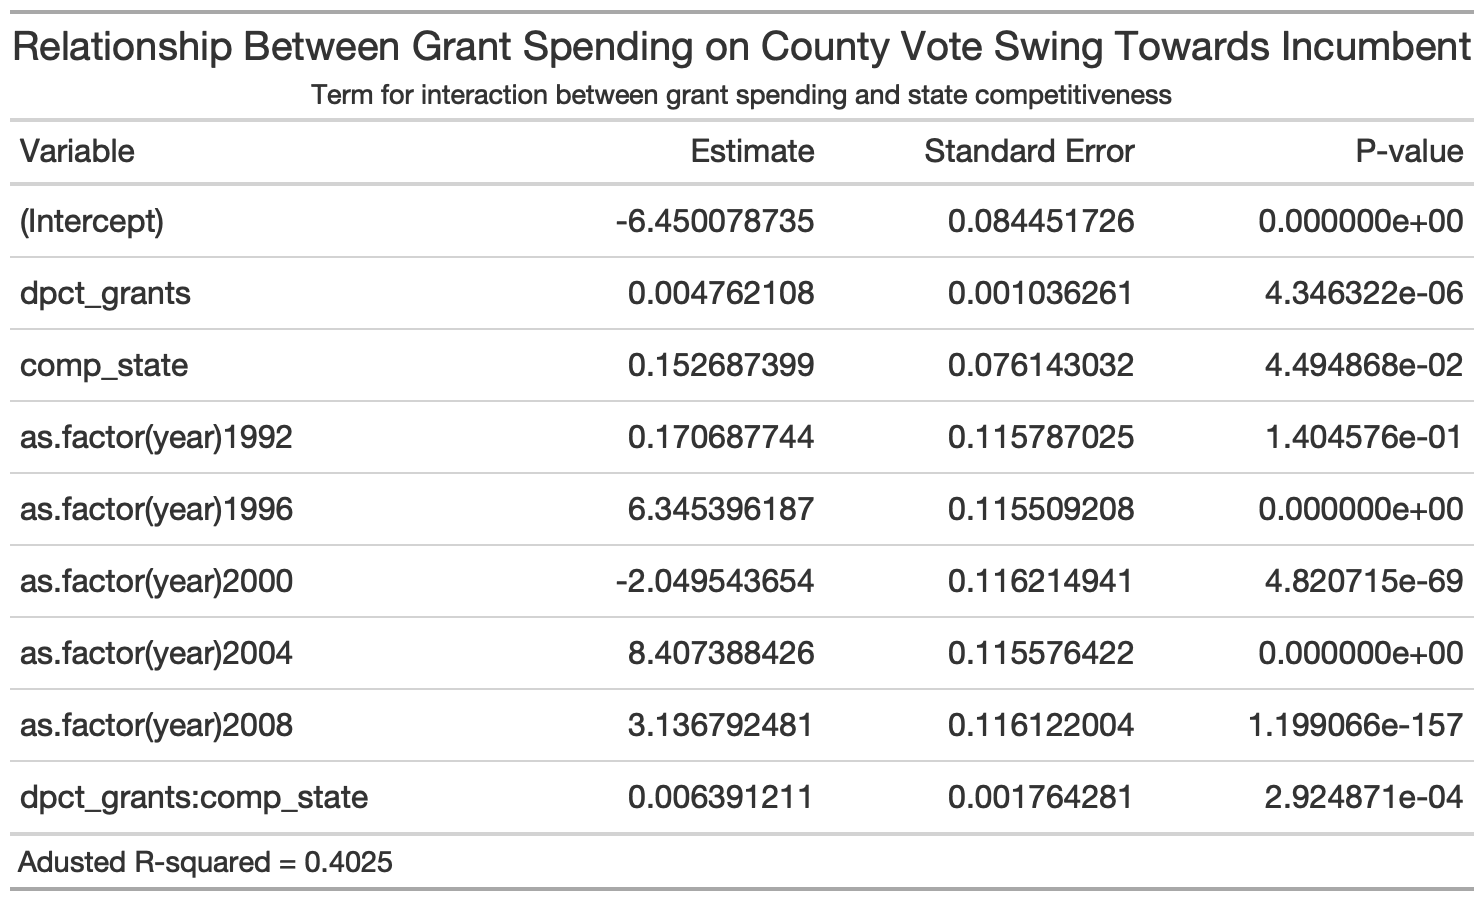 Relationship Between Grant Spending on County Vote Swing Towards Incumbent
Term for interaction between grant spending and state competitiveness
Variable Estimate Standard Error P-value
(Intercept) -6.450078735 0.084451726 0.000000e+00
dpct_grants 0.004762108 0.001036261 4.346322e-06
comp_state 0.152687399 0.076143032 4.494868e-02
as.factor(year)1992 0.170687744 0.115787025 1.404576e-01
as.factor(year)1996 6.345396187 0.115509208 0.000000e+00
as.factor(year)2000 -2.049543654 0.116214941 4.820715e-69
as.factor(year)2004 8.407388426 0.115576422 0.000000e+00
as.factor(year)2008 3.136792481 0.116122004 1.199066e-157
dpct_grants:comp_state 0.006391211 0.001764281 2.924871e-04
Adusted R-squared = 0.4025